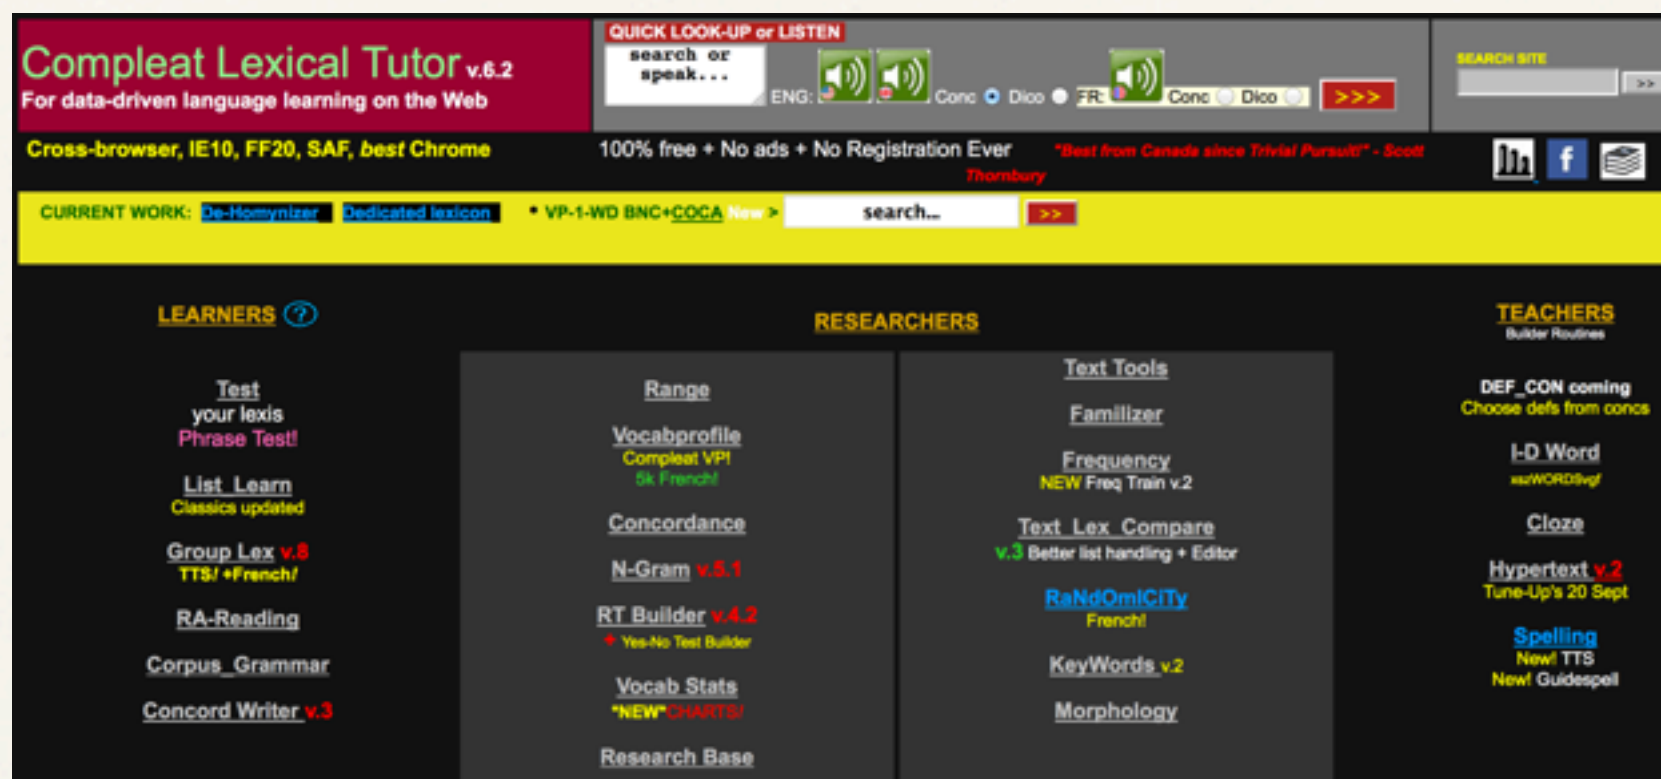 Compleat Lexical Tutor v.6.2
For data-driven language learning on the Web
QUICK LOOK-UP or LISTEN
search or
speak...
ENG: Conc Dico FR: Conc Dico >>>
SEARCH SITE
>>
Cross-browser, IE10, FF20, SAF, best Chrome
100% free + No ads + No Registration Ever
"Best from Canada since Trivial Pursuit!" - Scott
Thornbury
f
CURRENT WORK: De-Homynizer Dedicated lexicon • VP-1-WD BNC+COCA New > search... >>
LEARNERS ?
Test
your lexis
Phrase Test!
List_Learn
Classics updated
Group Lex v.8
TTS! +French!
RA-Reading
Corpus_Grammar
Concord Writer v.3
RESEARCHERS
Range
Vocabprofile
Compleat VP!
5k French!
Concordance
N-Gram v.5.1
RT Builder v.4.2
+ Yes-No Test Builder
Vocab Stats
*NEW*CHARTS!
Research Base
Text Tools
Familizer
Frequency
NEW Freq Train v.2
Text_Lex_Compare
v.3 Better list handling + Editor
RaNdOmICiTy
French!
KeyWords v.2
Morphology
TEACHERS
Builder Routines
DEF_CON coming
Choose defs from concs
I-D Word
Cloze
Hypertext v.2
Tune-Up's 20 Sept
Spelling
New! TTS
New! Guidespell